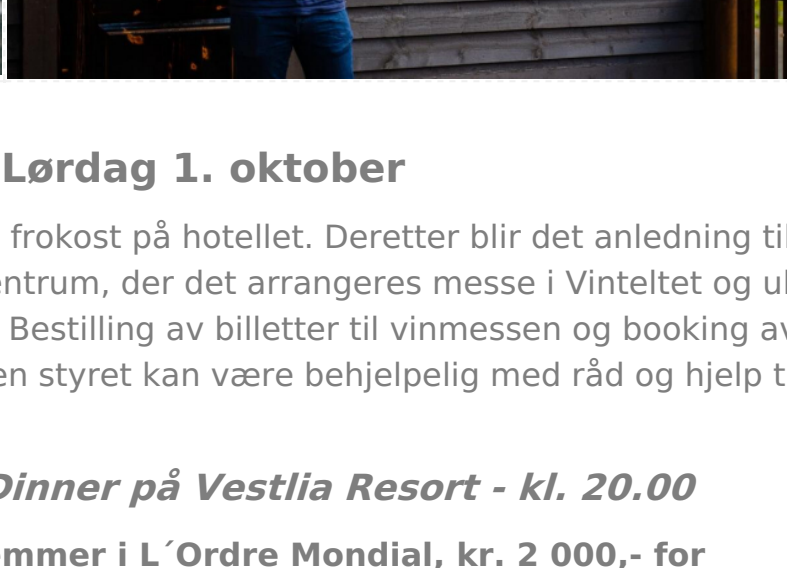 Lørdag 1. oktober
frokost på hotellet. Deretter blir det anledning
der det arrangeres messe i Vinteltet og
Bestilling av billetter til vinmessen og booking
styret kan være behjelpelig med råd og hjelp
Dinner på Vestlia Resort - kl. 20.00
i L´Ordre Mondial, kr. 2 000,- for